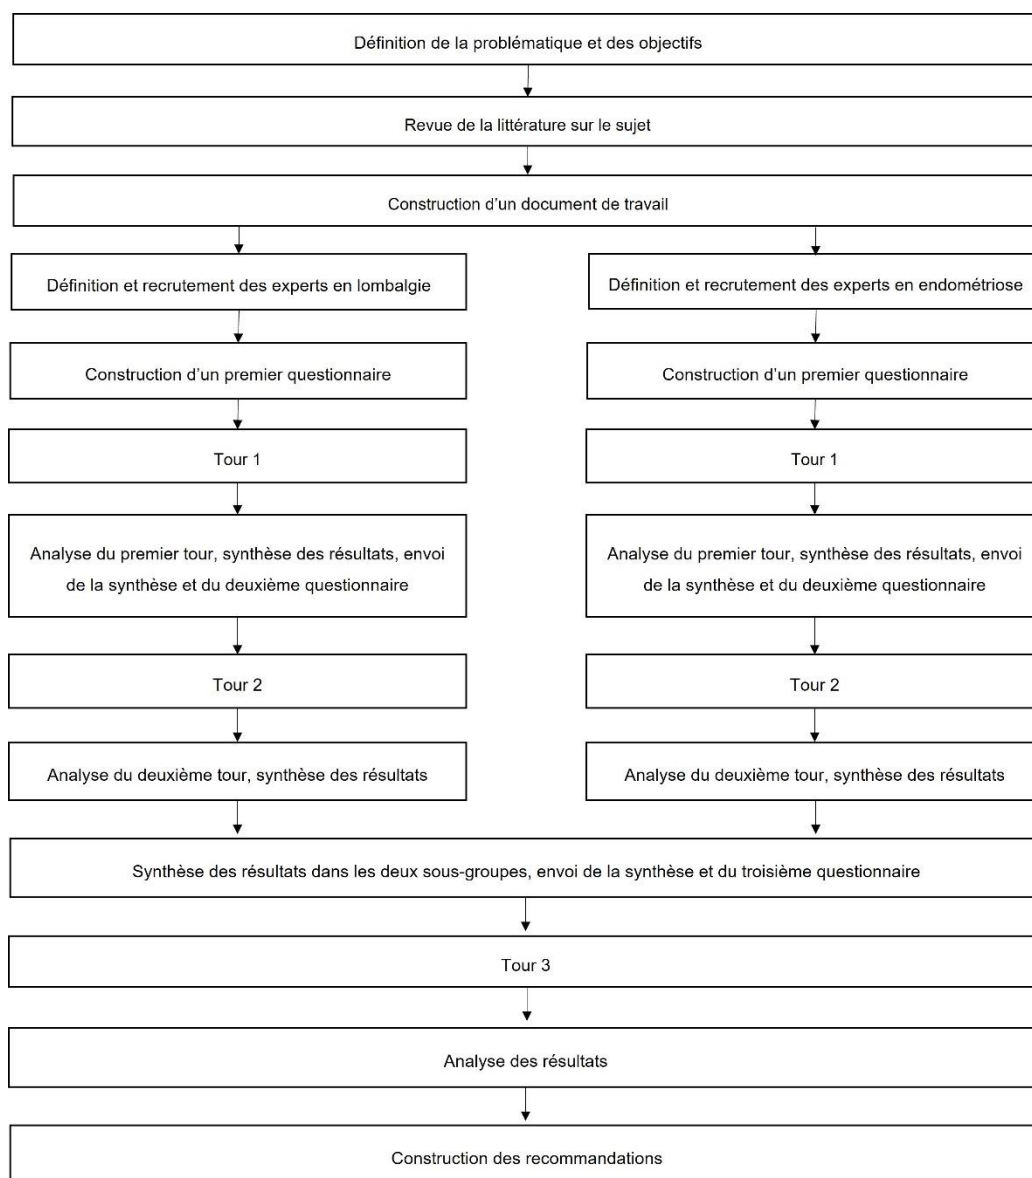 Définition de la problématique et des objectifs
Revue de la littérature sur le sujet
Construction d'un document de travail
Définition et recrutement des experts en lombalgie
Construction d'un premier questionnaire
Tour 1
Analyse du premier tour, synthèse des résultats, envoi
de la synthèse et du deuxième questionnaire
Tour 2
Analyse du deuxième tour, synthèse des résultats
Définition et recrutement des experts en endométriose
Construction d'un premier questionnaire
Tour 1
Analyse du premier tour, synthèse des résultats, envoi
de la synthèse et du deuxième questionnaire
Tour 2
Analyse du deuxième tour, synthèse des résultats
Synthèse des résultats dans les deux sous-groupes, envoi de la synthèse et du troisième questionnaire
Tour 3
Analyse des résultats
Construction des recommandations